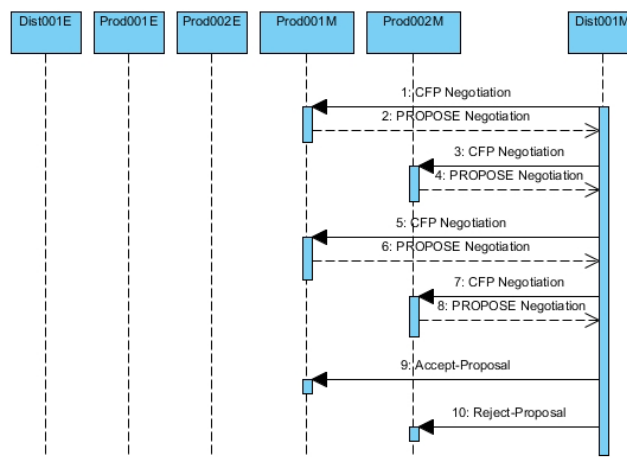 Dist001E
Prod001E
Prod002E
Prod001M
Prod002M
Dist001M
1: CFP Negotiation
2: PROPOSE Negotiation
3: CFP Negotiation
4: PROPOSE Negotiation
5: CFP Negotiation
6: PROPOSE Negotiation
7: CFP Negotiation
8: PROPOSE Negotiation
9: Accept-Proposal
10: Reject-Proposal